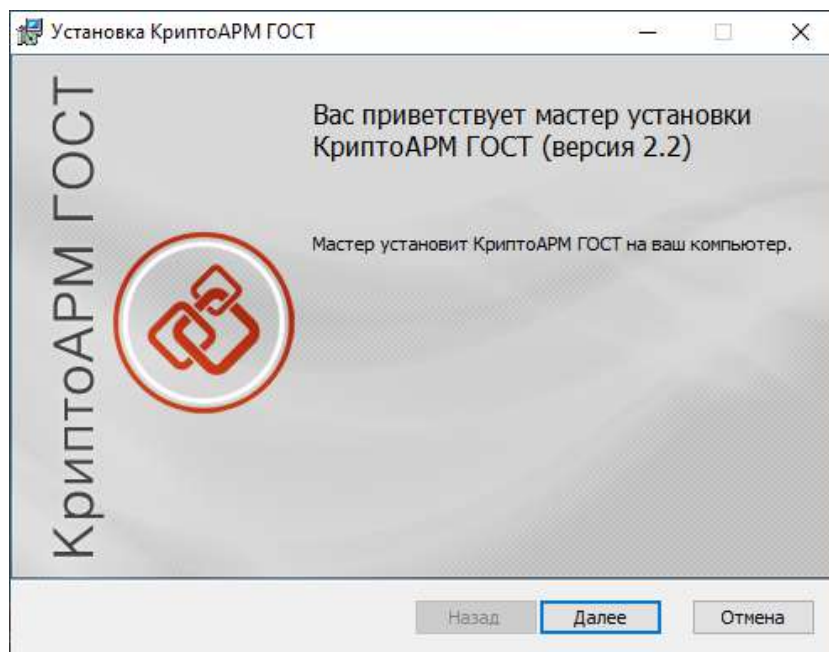 Установка КриптоАРМ ГОСТ
КриптоАРМ ГОСТ
Вас приветствует мастер установки
КриптоАРМ ГОСТ (версия 2.2)
Мастер установит КриптоАРМ ГОСТ на ваш компьютер.
Назад
Далее
Отмена